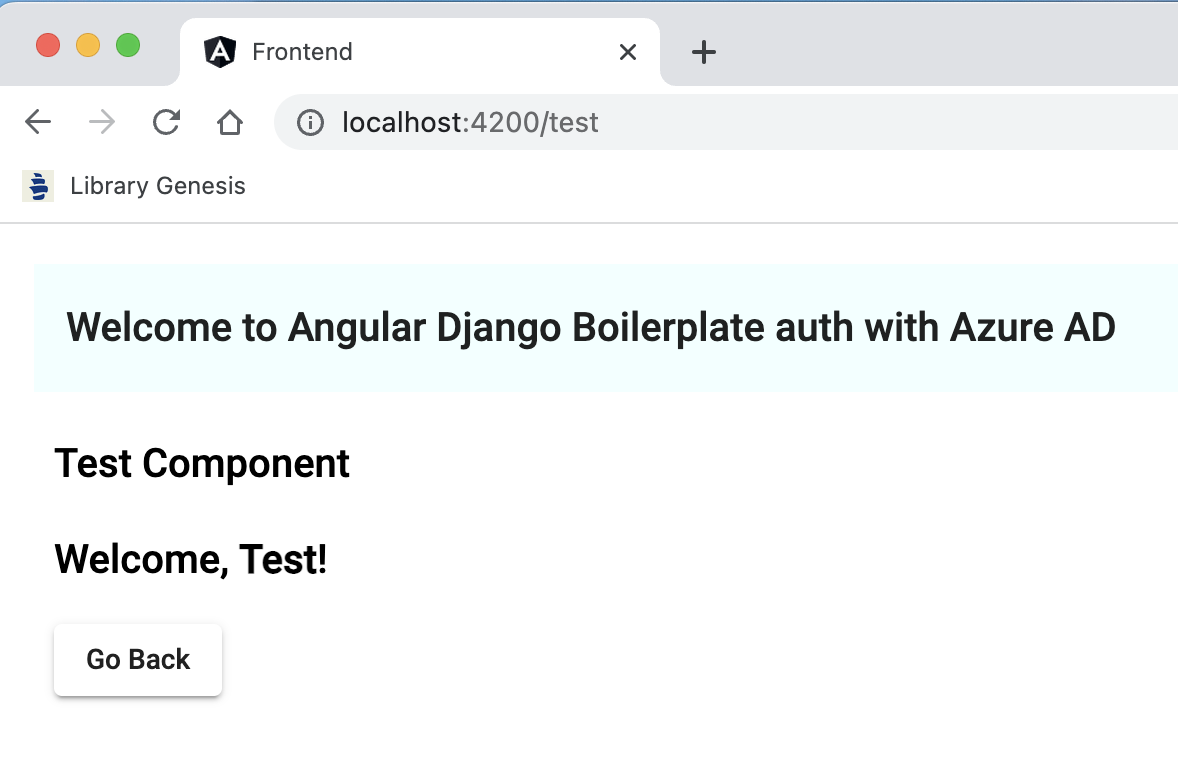 Frontend
localhost:4200/test
Library Genesis
Welcome to Angular Django Boilerplate auth with Azure AD
Test Component
Welcome, Test!
Go Back